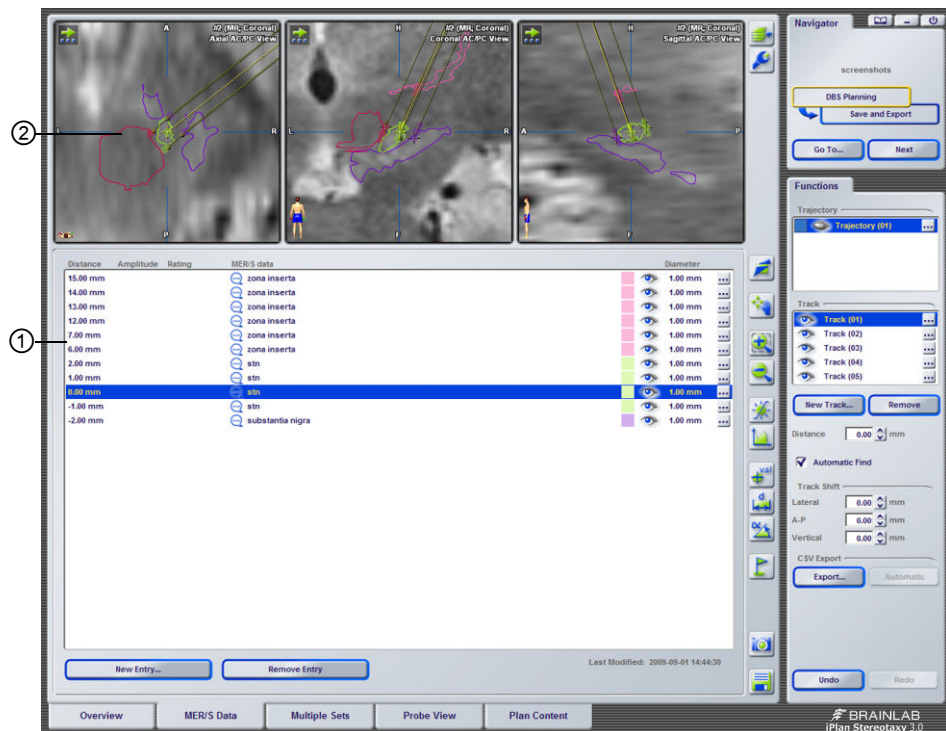 #2 (MR; Coronal)
Axial AC/PC View
A
R
P
#2 (MR; Coronal)
Coronal AC/PC View
H
L
R
F
#2 (MR; Coronal)
Sagittal AC/PC View
H
A
P
F
2
1
Distance Amplitude Rating MER/S data Diameter
15.00 mm zona inserta 1.00 mm ...
14.00 mm zona inserta 1.00 mm ...
13.00 mm zona inserta 1.00 mm ...
12.00 mm zona inserta 1.00 mm ...
7.00 mm zona inserta 1.00 mm ...
6.00 mm zona inserta 1.00 mm ...
2.00 mm stn 1.00 mm ...
1.00 mm stn 1.00 mm ...
0.00 mm stn 1.00 mm ...
-1.00 mm stn 1.00 mm ...
-2.00 mm substantia nigra 1.00 mm ...
New Entry... Remove Entry Last Modified: 2009-09-01 14:44:30
val
d
α
Overview MER/S Data Multiple Sets Probe View Plan Content
Navigator
screenshots
DBS Planning
Save and Export
Go To... Next
Functions
Trajectory
Trajectory (01) ...
Track
Track (01) ...
Track (02) ...
Track (03) ...
Track (04) ...
Track (05) ...
New Track... Remove
Distance 0.00 mm
Automatic Find
Track Shift
Lateral 0.00 mm
A-P 0.00 mm
Vertical 0.00 mm
CSV Export
Export... Automatic
Undo Redo
BRAINLAB
iPlan Stereotaxy 3.0